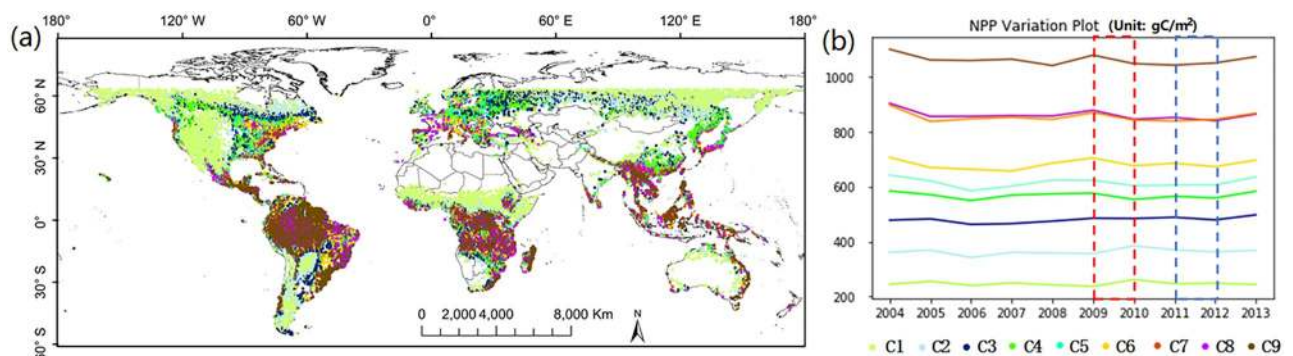 180° 120° W 60° W 0° 60° E 120° E 180°
(a)
60° N
30° N
0°
30° S
60° S
0 2,000 4,000 8,000 Km
N
(b)
NPP Variation Plot (Unit: gC/m²)
1000
800
600
400
200
2004 2005 2006 2007 2008 2009 2010 2011 2012 2013
C1 C2 C3 C4 C5 C6 C7 C8 C9